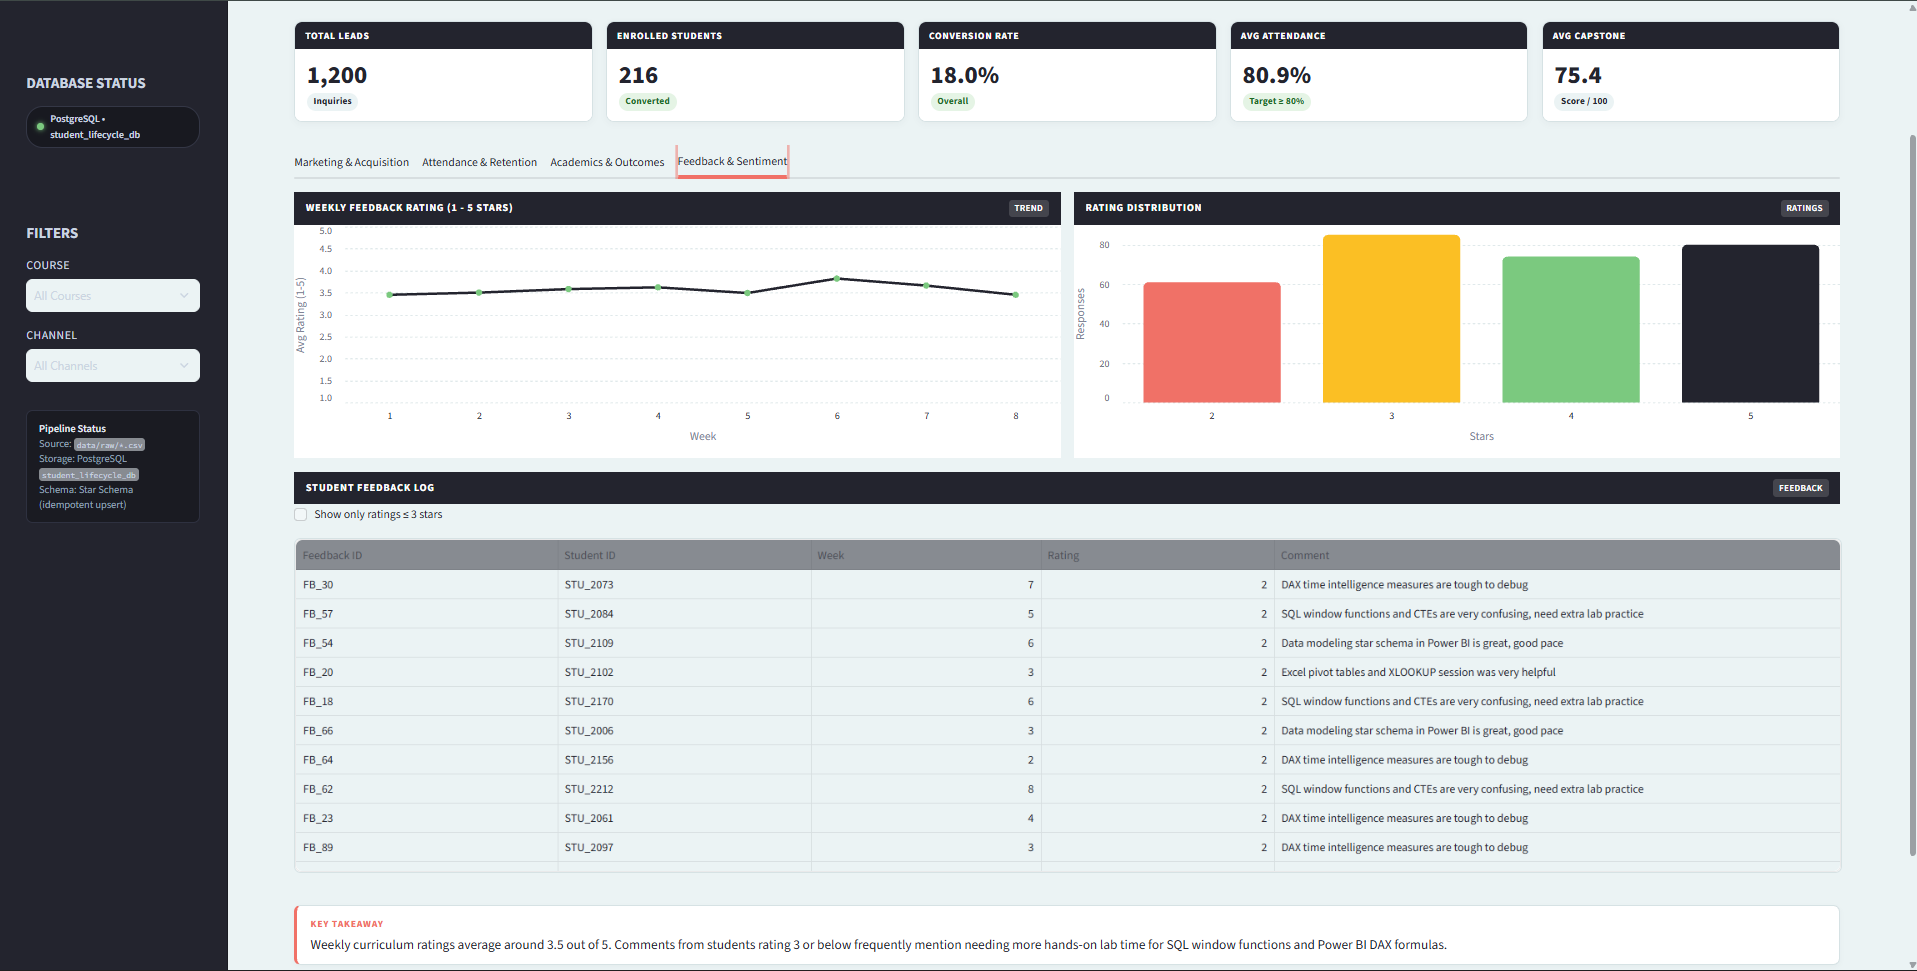 DATABASE STATUS
PostgreSQL •
student_lifecycle_db
FILTERS
COURSE
All Courses
CHANNEL
All Channels
Pipeline Status
Source: data/raw/*.csv
Storage: PostgreSQL
student_lifecycle_db
Schema: Star Schema
(idempotent upsert)
TOTAL LEADS
1,200
Inquiries
ENROLLED STUDENTS
216
Converted
CONVERSION RATE
18.0%
Overall
AVG ATTENDANCE
80.9%
Target ≥ 80%
AVG CAPSTONE
75.4
Score / 100
Marketing & Acquisition Attendance & Retention Academics & Outcomes Feedback & Sentiment
WEEKLY FEEDBACK RATING (1 - 5 STARS) TREND
5.0
4.5
4.0
3.5
3.0
2.5
2.0
1.5
1.0
Avg Rating (1-5)
1 2 3 4 5 6 7 8
Week
RATING DISTRIBUTION RATINGS
80
60
40
20
0
Responses
2 3 4 5
Stars
STUDENT FEEDBACK LOG FEEDBACK
Show only ratings ≤ 3 stars
Feedback ID Student ID Week Rating Comment
FB_30 STU_2073 7 2 DAX time intelligence measures are tough to debug
FB_57 STU_2084 5 2 SQL window functions and CTEs are very confusing, need extra lab practice
FB_54 STU_2109 6 2 Data modeling star schema in Power BI is great, good pace
FB_20 STU_2102 3 2 Excel pivot tables and XLOOKUP session was very helpful
FB_18 STU_2170 6 2 SQL window functions and CTEs are very confusing, need extra lab practice
FB_66 STU_2006 3 2 Data modeling star schema in Power BI is great, good pace
FB_64 STU_2156 2 2 DAX time intelligence measures are tough to debug
FB_62 STU_2212 8 2 SQL window functions and CTEs are very confusing, need extra lab practice
FB_23 STU_2061 4 2 DAX time intelligence measures are tough to debug
FB_89 STU_2097 3 2 DAX time intelligence measures are tough to debug
KEY TAKEAWAY
Weekly curriculum ratings average around 3.5 out of 5. Comments from students rating 3 or below frequently mention needing more hands-on lab time for SQL window functions and Power BI DAX formulas.